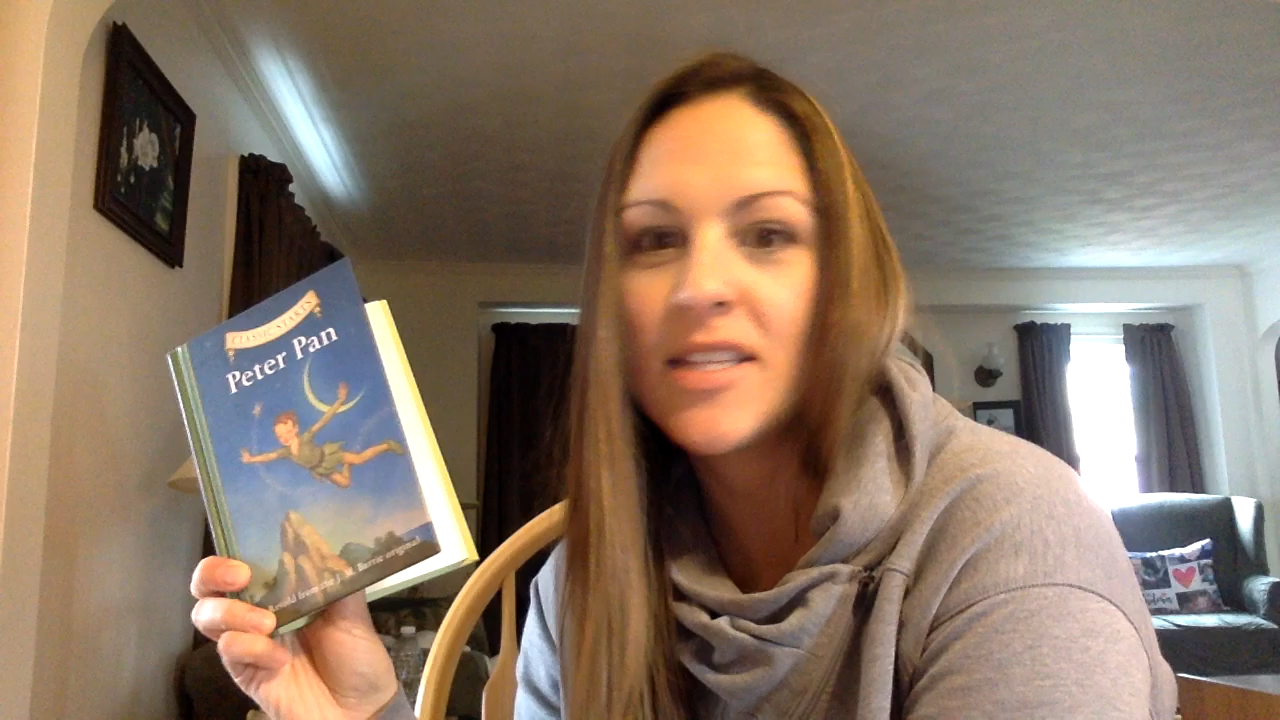 CLASSIC STARTS
Peter Pan
Retold from the J. M. Barrie original